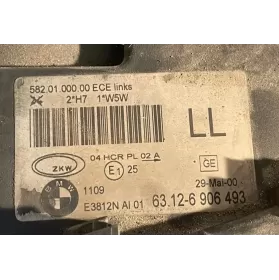 582.01.000.00 ECE links
2*H7 1*W5W
LL
ZKW
04 HCR PL 02 A
E1 25
GE
29-Mai-00
BMW
1109
E3812N AI 01
63.12-6 906 493